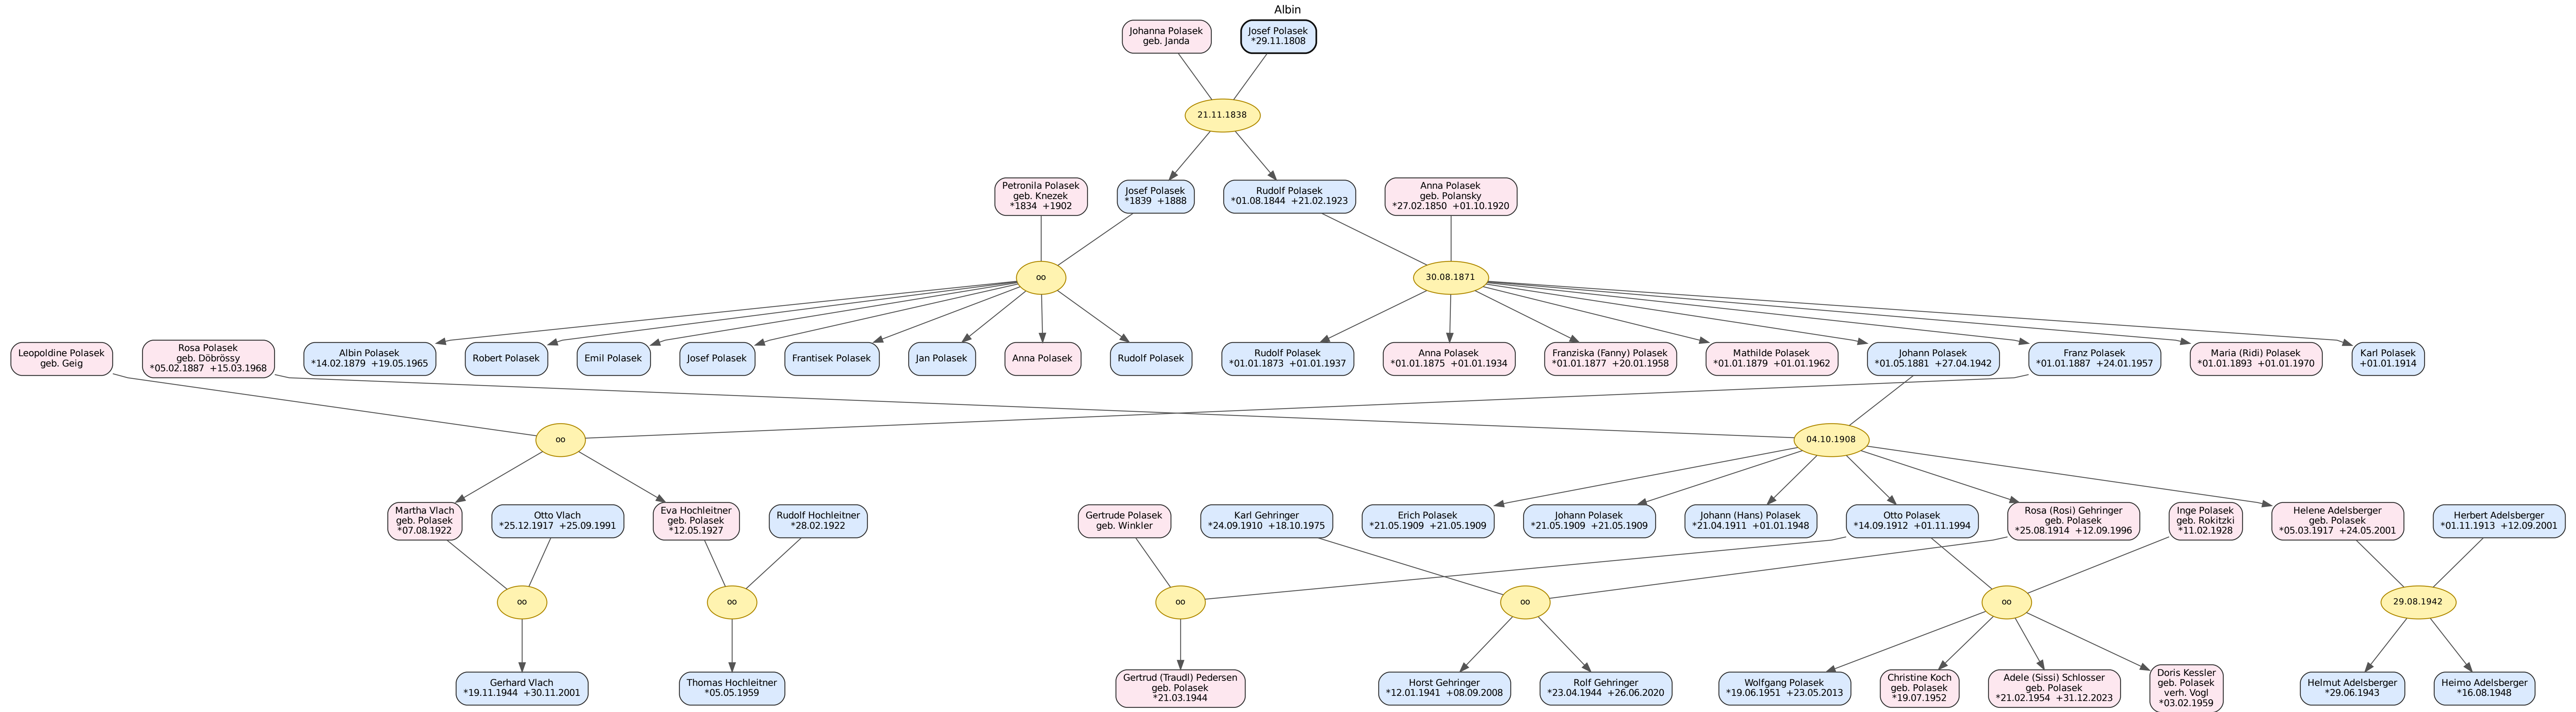 Albin
Johanna Polasek
geb. Janda
Josef Polasek
*29.11.1808
21.11.1838
Petronila Polasek
geb. Knezek
*1834 +1902
Josef Polasek
*1839 +1888
Rudolf Polasek
*01.08.1844 +21.02.1923
Anna Polasek
geb. Polansky
*27.02.1850 +01.10.1920
oo
30.08.1871
Leopoldine Polasek
geb. Geig
Rosa Polasek
geb. Döbrössy
*05.02.1887 +15.03.1968
Albin Polasek
*14.02.1879 +19.05.1965
Robert Polasek
Emil Polasek
Josef Polasek
Frantisek Polasek
Jan Polasek
Anna Polasek
Rudolf Polasek
Rudolf Polasek
*01.01.1873 +01.01.1937
Anna Polasek
*01.01.1875 +01.01.1934
Franziska (Fanny) Polasek
*01.01.1877 +20.01.1958
Mathilde Polasek
*01.01.1879 +01.01.1962
Johann Polasek
*01.05.1881 +27.04.1942
Franz Polasek
*01.01.1887 +24.01.1957
Maria (Ridi) Polasek
*01.01.1893 +01.01.1970
Karl Polasek
+01.01.1914
oo
04.10.1908
Martha Vlach
geb. Polasek
*07.08.1922
Otto Vlach
*25.12.1917 +25.09.1991
Eva Hochleitner
geb. Polasek
*12.05.1927
Rudolf Hochleitner
*28.02.1922
Gertrude Polasek
geb. Winkler
Karl Gehringer
*24.09.1910 +18.10.1975
Erich Polasek
*21.05.1909 +21.05.1909
Johann Polasek
*21.05.1909 +21.05.1909
Johann (Hans) Polasek
*21.04.1911 +01.01.1948
Otto Polasek
*14.09.1912 +01.11.1994
Rosa (Rosi) Gehringer
geb. Polasek
*25.08.1914 +12.09.1996
Inge Polasek
geb. Rokitzki
*11.02.1928
Helene Adelsberger
geb. Polasek
*05.03.1917 +24.05.2001
Herbert Adelsberger
*01.11.1913 +12.09.2001
oo
oo
oo
oo
oo
29.08.1942
Gerhard Vlach
*19.11.1944 +30.11.2001
Thomas Hochleitner
*05.05.1959
Gertrud (Traudl) Pedersen
geb. Polasek
*21.03.1944
Horst Gehringer
*12.01.1941 +08.09.2008
Rolf Gehringer
*23.04.1944 +26.06.2020
Wolfgang Polasek
*19.06.1951 +23.05.2013
Christine Koch
geb. Polasek
*19.07.1952
Adele (Sissi) Schlosser
geb. Polasek
*21.02.1954 +31.12.2023
Doris Kessler
geb. Polasek
verh. Vogl
*03.02.1959
Helmut Adelsberger
*29.06.1943
Heimo Adelsberger
*16.08.1948